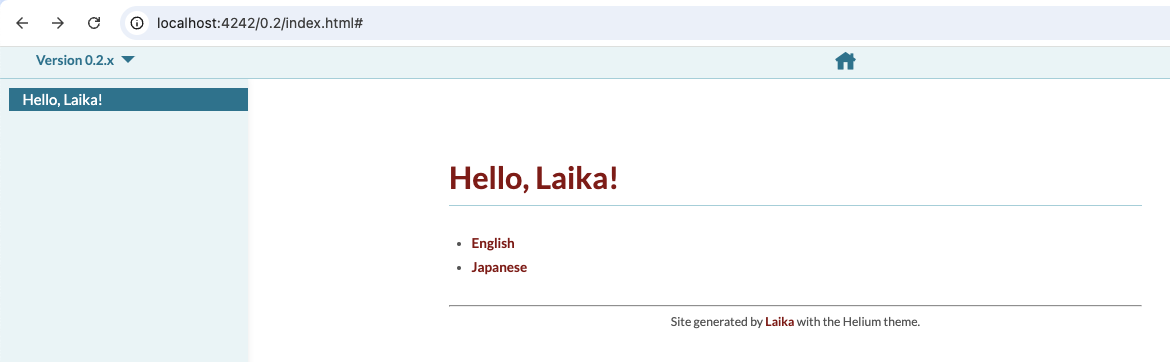 localhost:4242/0.2/index.html#
Version 0.2.x
Hello, Laika!
Hello, Laika!
English
Japanese
Site generated by Laika with the Helium theme.